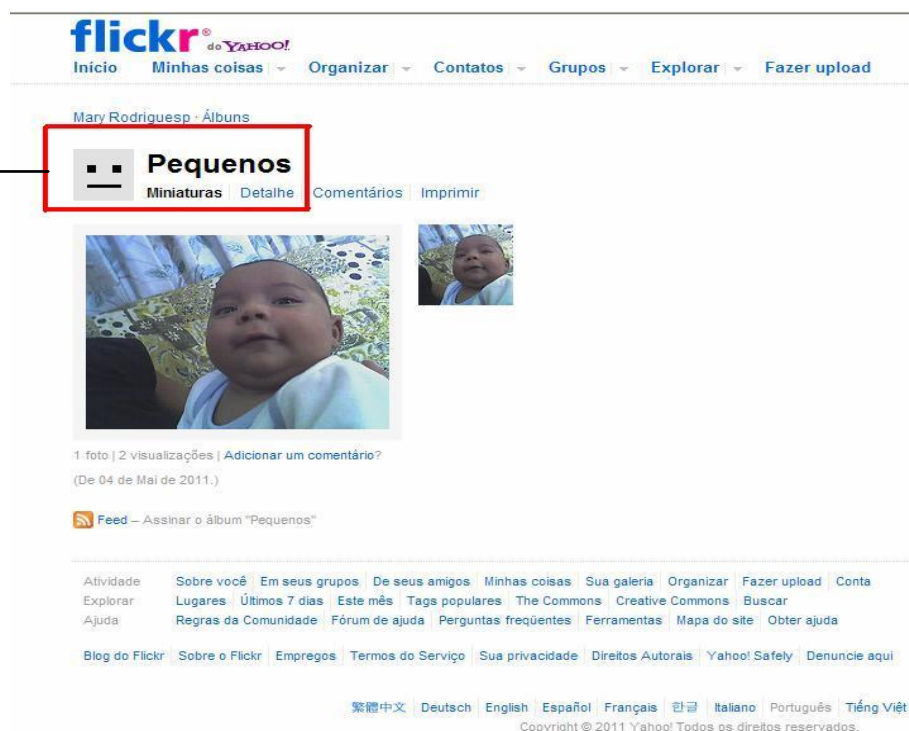 flickr® do YAHOO!
Início Minhas coisas Organizar Contatos Grupos Explorar Fazer upload
Mary Rodriguesp · Álbuns
Pequenos
Miniaturas Detalhe Comentários Imprimir
1 foto | 2 visualizações | Adicionar um comentário?
(De 04 de Mai de 2011.)
Feed – Assinar o álbum "Pequenos"
Atividade Sobre você Em seus grupos De seus amigos Minhas coisas Sua galeria Organizar Fazer upload Conta
Explorar Lugares Últimos 7 dias Este mês Tags populares The Commons Creative Commons Buscar
Ajuda Regras da Comunidade Fórum de ajuda Perguntas freqüentes Ferramentas Mapa do site Obter ajuda
Blog do Flickr Sobre o Flickr Empregos Termos do Serviço Sua privacidade Direitos Autorais Yahoo! Safely Denuncie aqui
繁體中文 Deutsch English Español Français 한글 Italiano Português Tiếng Việt
Copyright © 2011 Yahoo! Todos os direitos reservados.